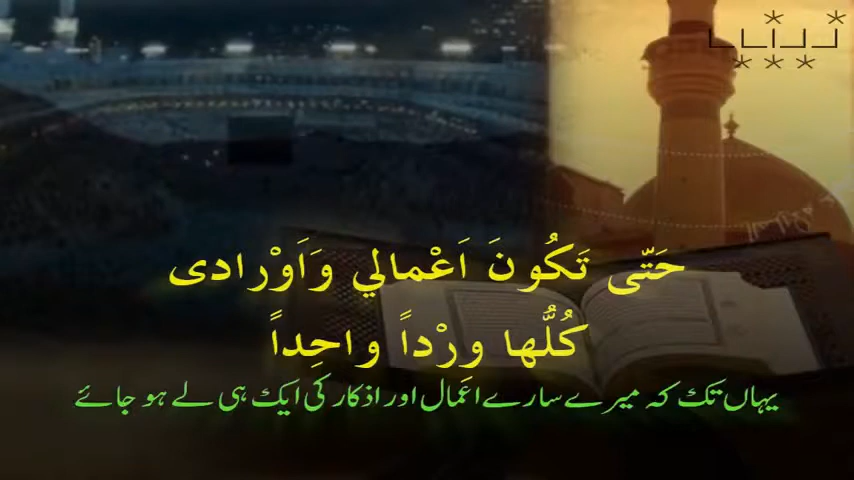 حَتّى تَكُونَ اَعْمالي وَاَوْرادى
كُلُّها وِرْداً واحِداً
یہاں تک کہ میرے سارے اعمال اور اذکار کی ایک ہی لے ہو جائے